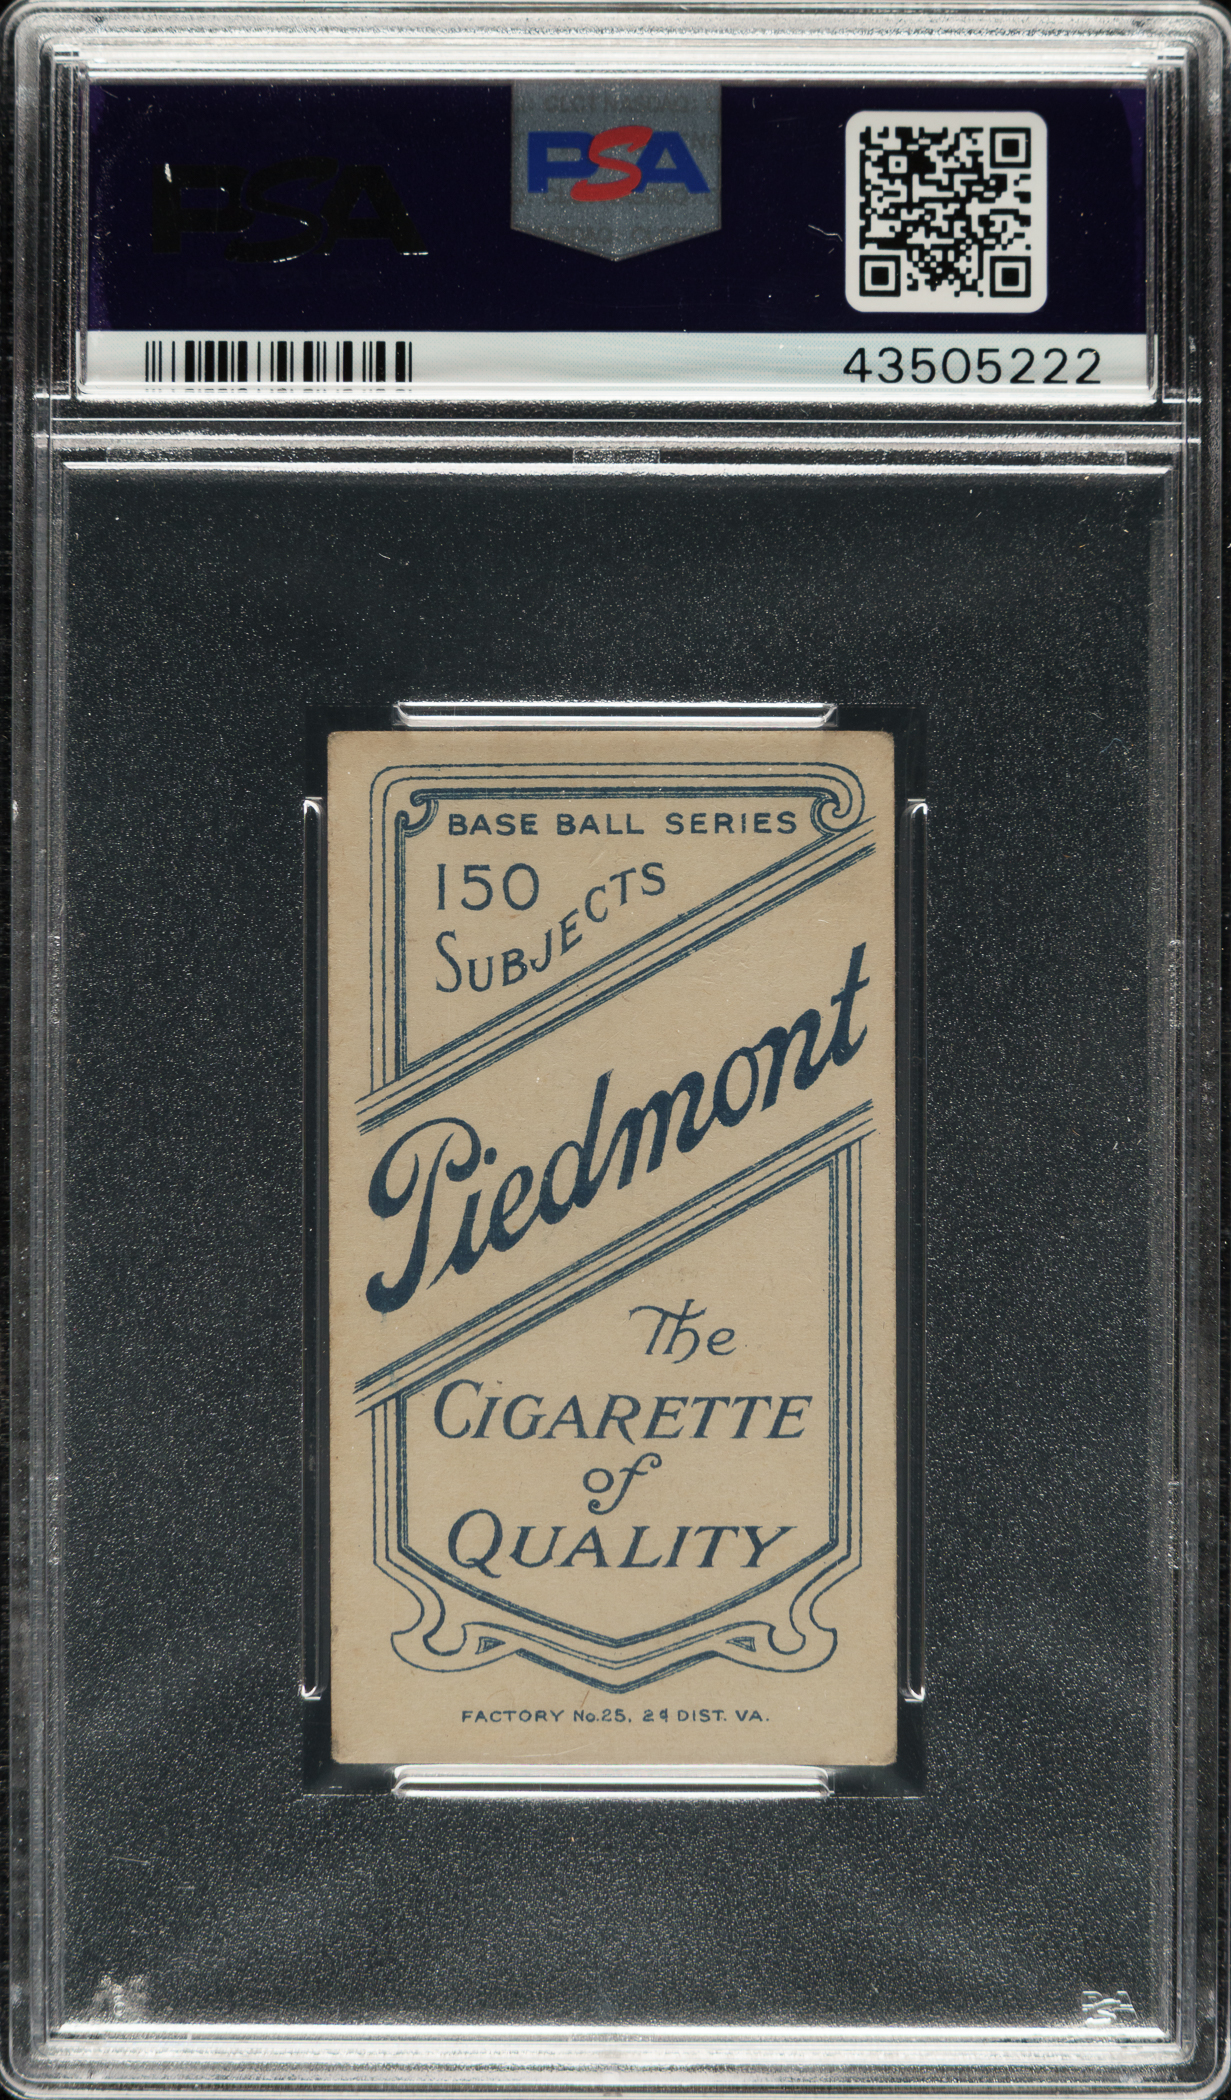 PSA
PSA
43505222
BASE BALL SERIES
150
SUBJECTS
Piedmont
The
CIGARETTE
of
QUALITY
FACTORY No.25, 2d DIST. VA.
PSA